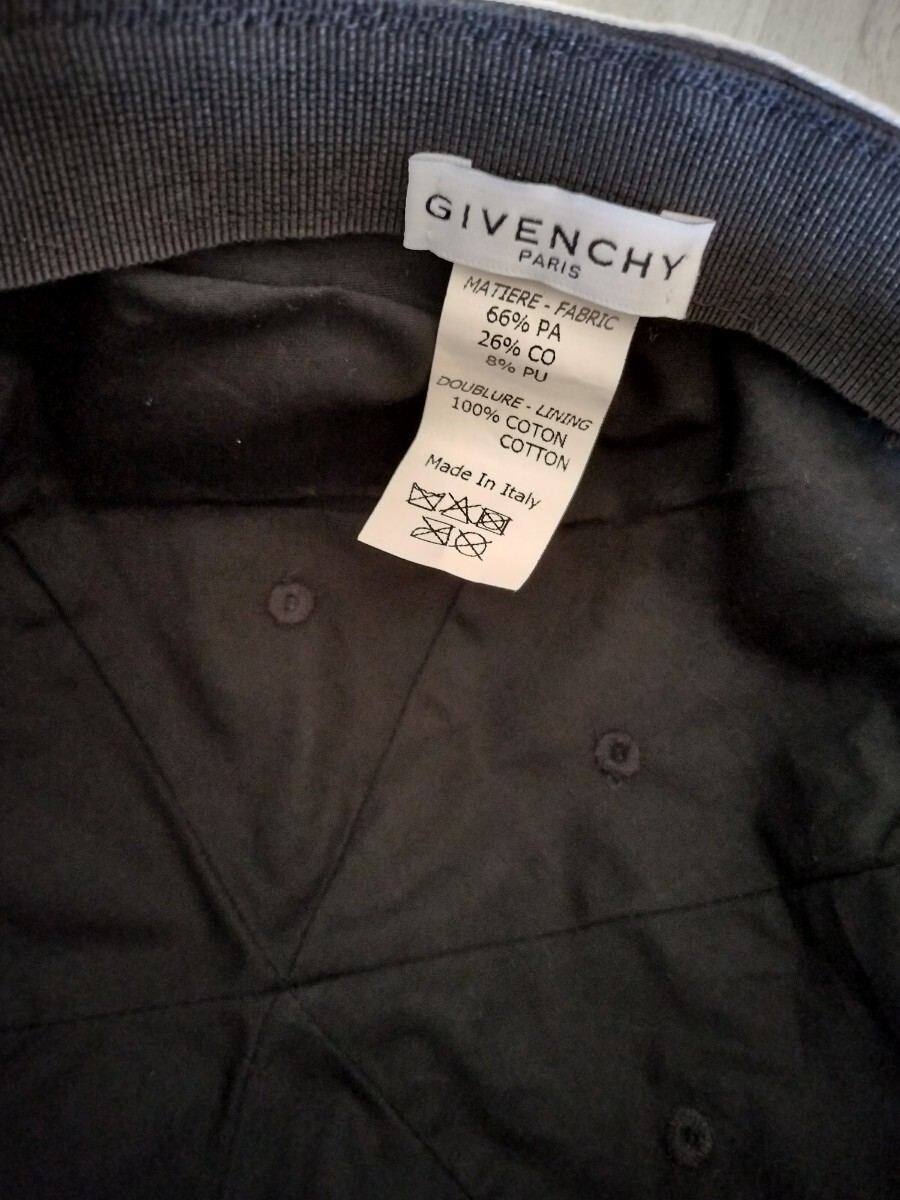 GIVENCHY
PARIS
MATIERE - FABRIC
66% PA
26% CO
8% PU
DOUBLURE - LINING
100% COTON
COTTON
Made In Italy